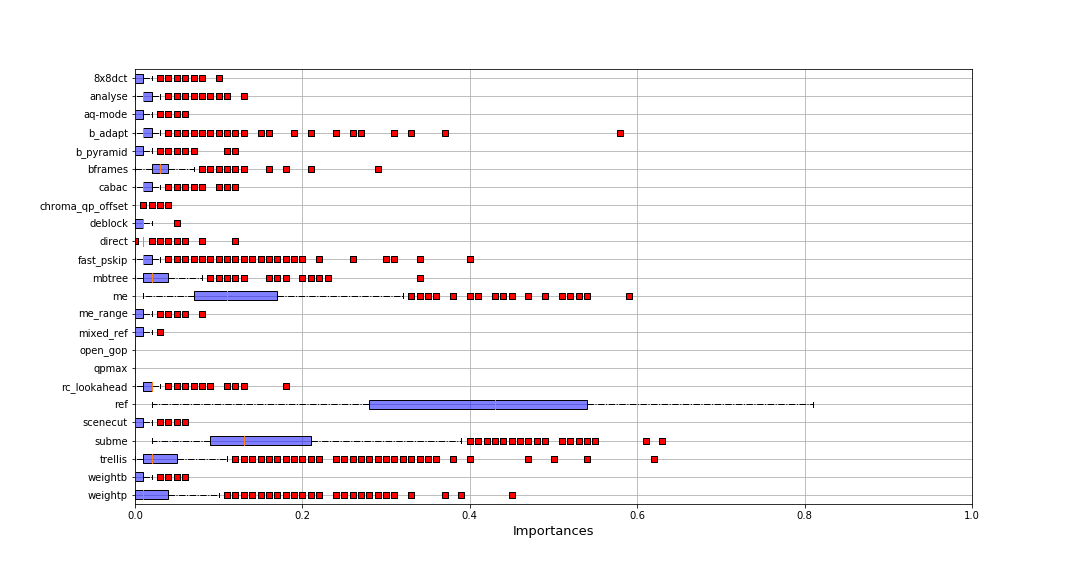 8x8dct
analyse
aq-mode
b_adapt
b_pyramid
bframes
cabac
chroma_qp_offset
deblock
direct
fast_pskip
mbtree
me
me_range
mixed_ref
open_gop
qpmax
rc_lookahead
ref
scenecut
subme
trellis
weightb
weightp
0.0 0.2 0.4 0.6 0.8 1.0
Importances